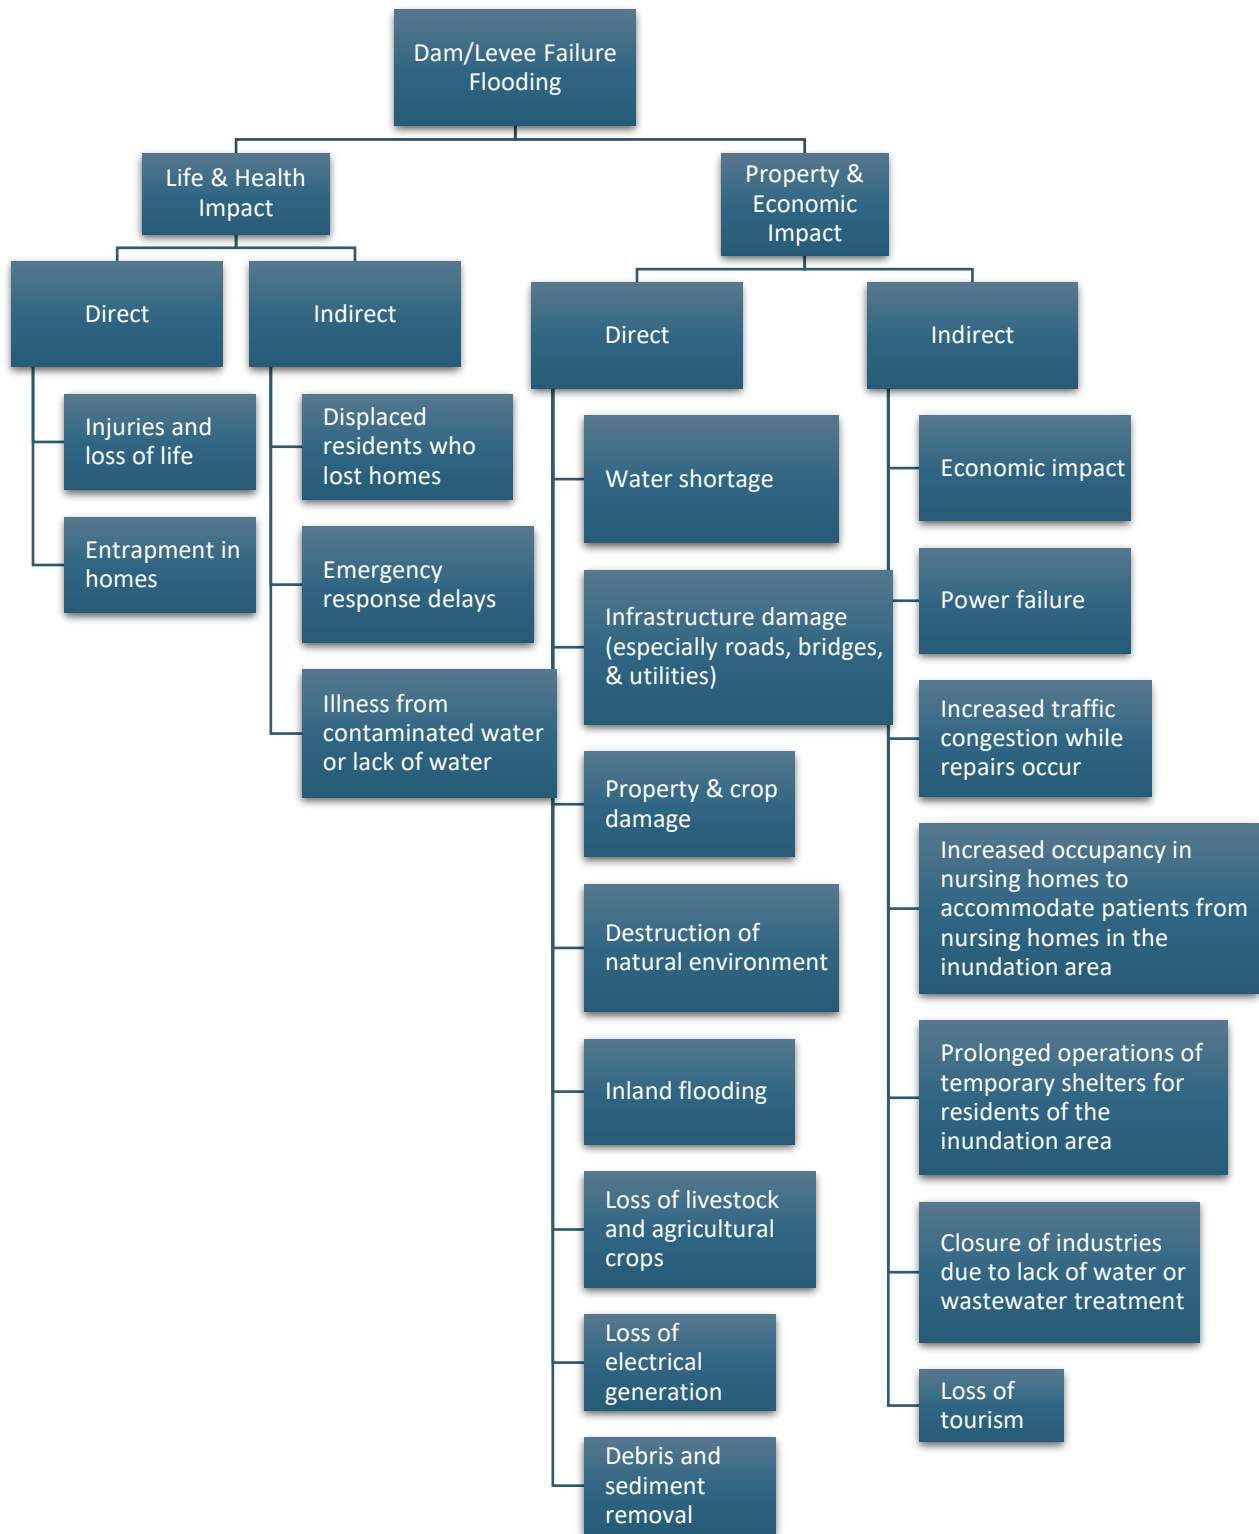 Dam/Levee Failure
Flooding
Life & Health
Impact
Direct
Injuries and
loss of life
Entrapment in
homes
Indirect
Displaced
residents who
lost homes
Emergency
response delays
Illness from
contaminated water
or lack of water
Property &
Economic
Impact
Direct
Water shortage
Infrastructure damage
(especially roads, bridges,
& utilities)
Property & crop
damage
Destruction of
natural environment
Inland flooding
Loss of livestock
and agricultural
crops
Loss of
electrical
generation
Debris and
sediment
removal
Indirect
Economic impact
Power failure
Increased traffic
congestion while
repairs occur
Increased occupancy in
nursing homes to
accommodate patients from
nursing homes in the
inundation area
Prolonged operations of
temporary shelters for
residents of the
inundation area
Closure of industries
due to lack of water or
wastewater treatment
Loss of
tourism